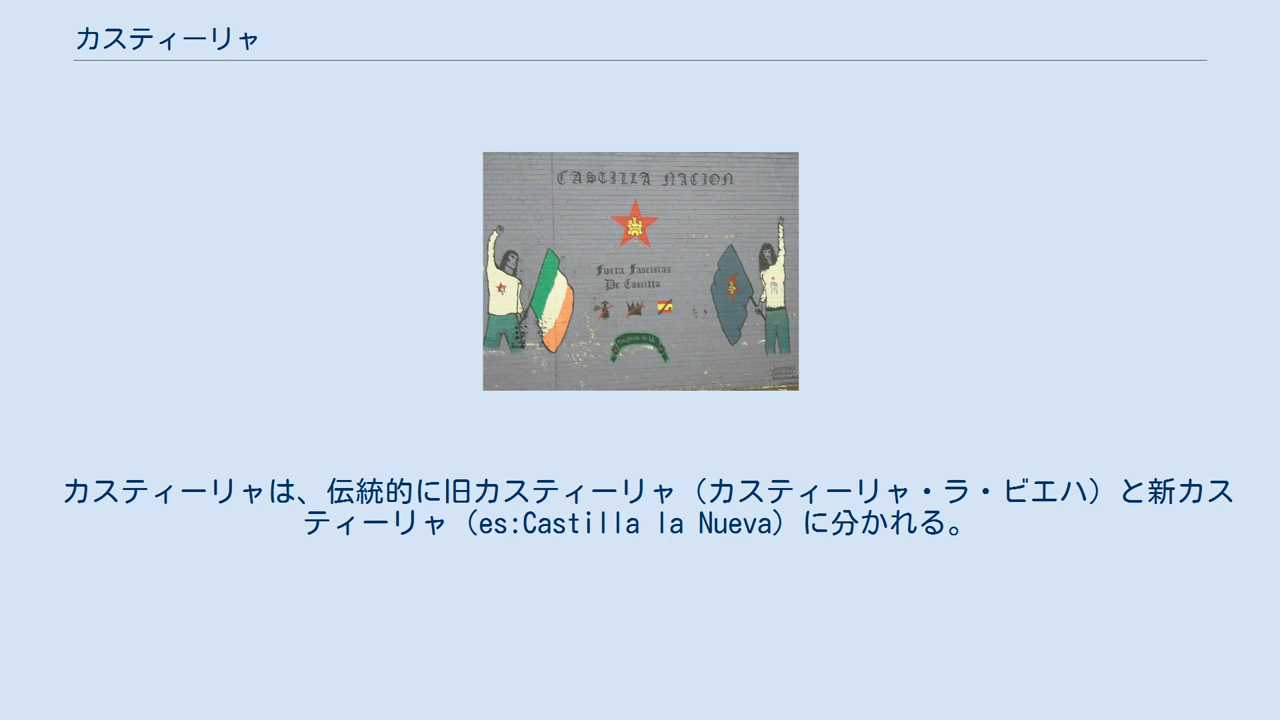 カスティーリャ
CASTILLA NACION
Fuera Fascistas
De Castilla
カスティーリャは、伝統的に旧カスティーリャ（カスティーリャ・ラ・ビエハ）と新カス
ティーリャ（es:Castilla la Nueva）に分かれる。